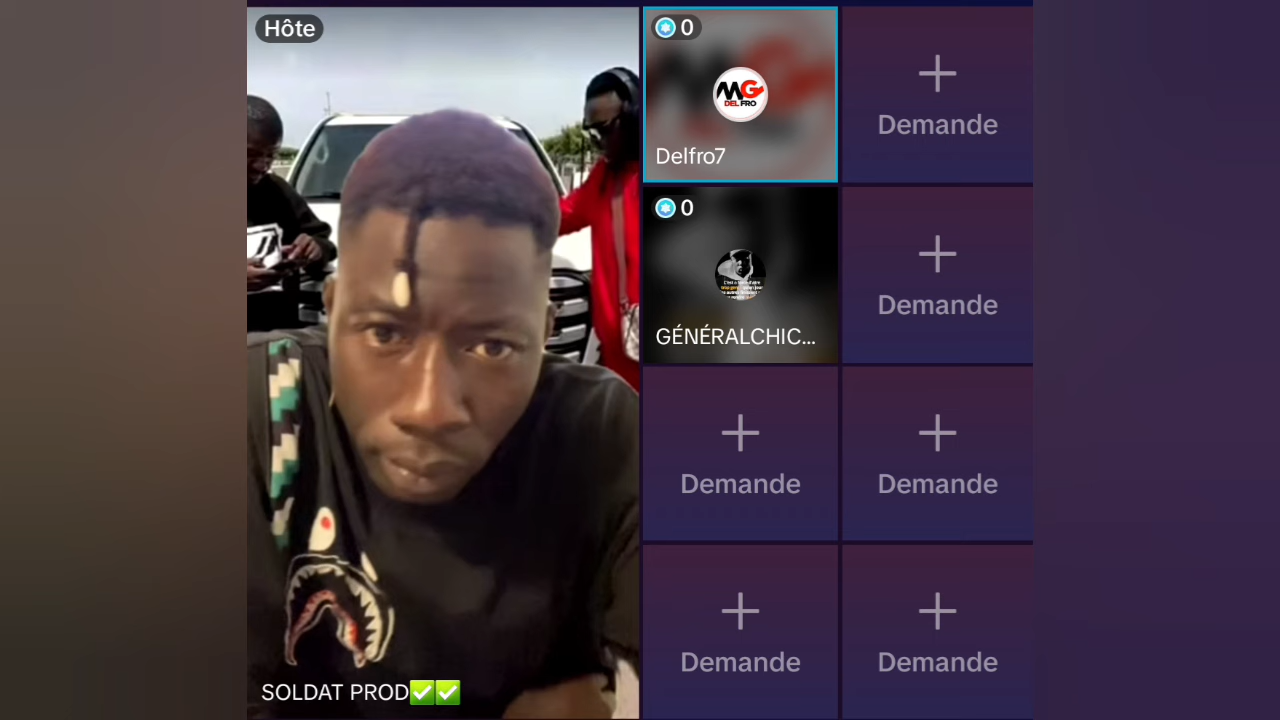 Hôte
SOLDAT PROD✅✅
0
MG
DEL FRO
Delfro7
Demande
0
GÉNÉRALCHIC...
Demande
Demande
Demande
Demande
Demande